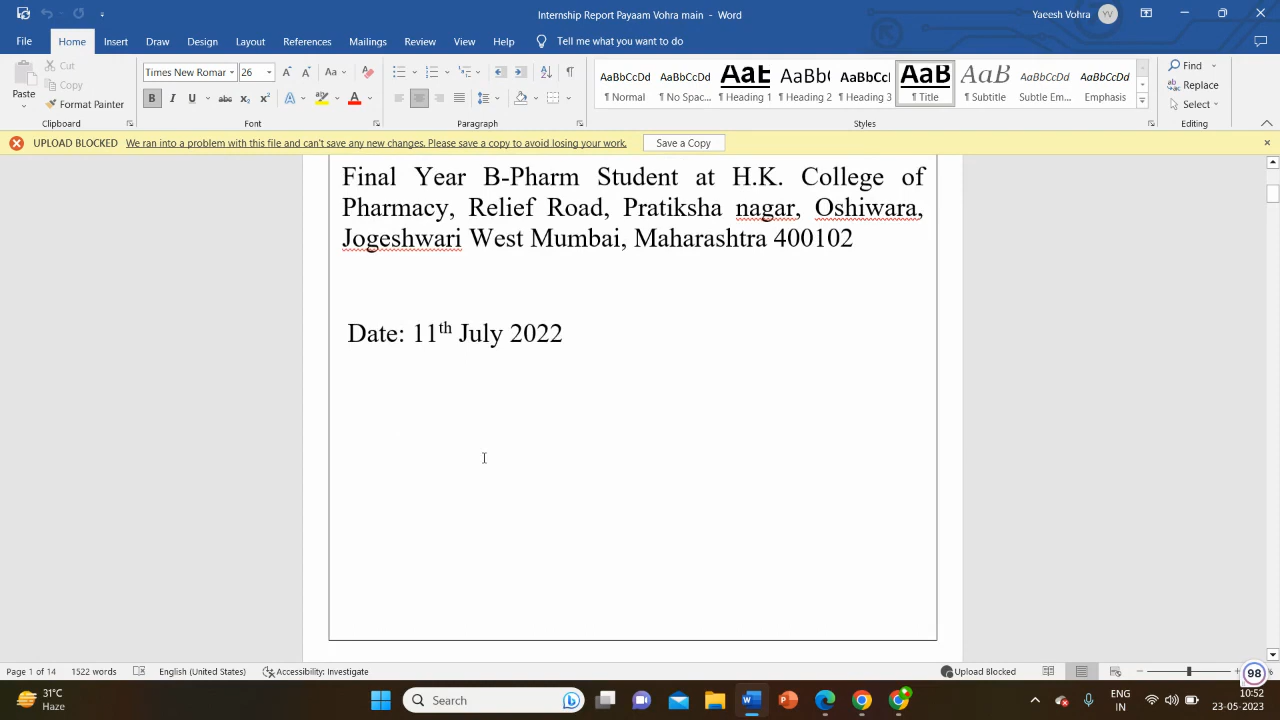 Internship Report Payaam Vohra main - Word
Yaeesh Vohra YV
File Home Insert Draw Design Layout References Mailings Review View Help Tell me what you want to do
Paste
Cut
Copy
Format Painter
Clipboard
Times New Romar 26
Font
Paragraph
AaBbCcDd AaBbCcDd AaBb AaBb( AaBbCc AaB AaB AaBbCcDd AaBbCcDd
¶ Normal ¶ No Spac... ¶ Heading 1 ¶ Heading 2 ¶ Heading 3 ¶ Title ¶ Subtitle Subtle Em... Emphasis
Styles
Find
Replace
Select
Editing
UPLOAD BLOCKED We ran into a problem with this file and can't save any new changes. Please save a copy to avoid losing your work. Save a Copy
Final Year B-Pharm Student at H.K. College of
Pharmacy, Relief Road, Pratiksha nagar, Oshiwara,
Jogeshwari West Mumbai, Maharashtra 400102
Date: 11th July 2022
Page 1 of 14 1522 words English (United States) Accessibility: Investigate Upload Blocked 98
31°C
Haze
Search
ENG
IN
10:52
23-05-2023